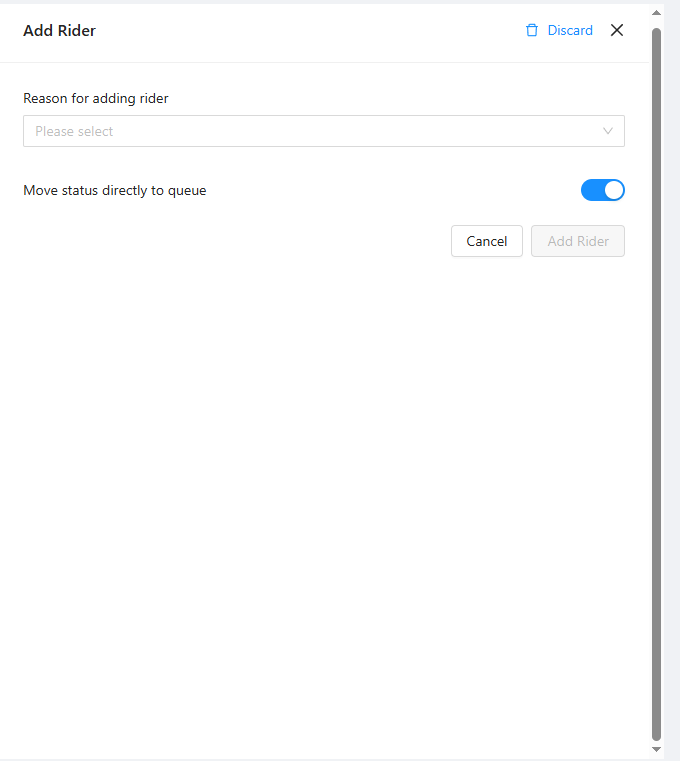 Add Rider
Discard
Reason for adding rider
Please select
Move status directly to queue
Cancel
Add Rider